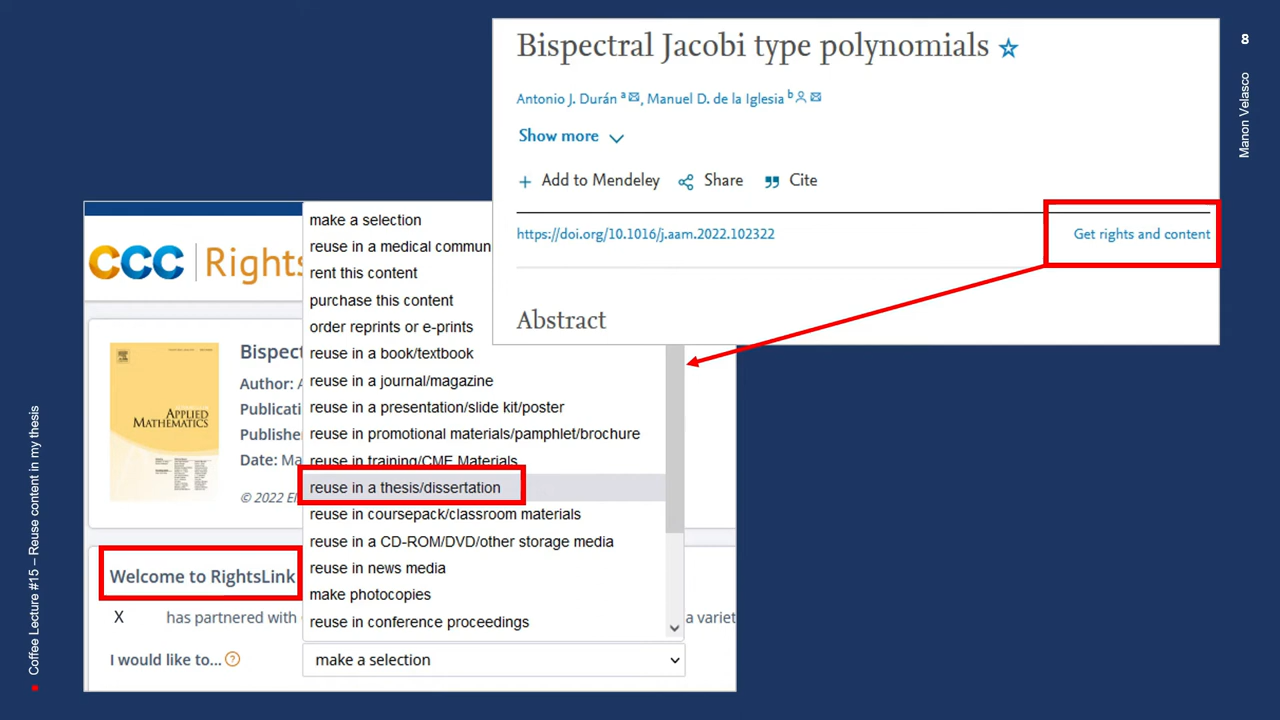 Bispectral Jacobi type polynomials
Antonio J. Durán a, Manuel D. de la Iglesia b
Show more
+ Add to Mendeley Share Cite
https://doi.org/10.1016/j.aam.2022.102322 Get rights and content
Abstract
8
Manon Velasco
Coffee Lecture #15 – Reuse content in my thesis
CCC Rights
APPLIED
MATHEMATICS
Bispect
Author: A
Publicati
Publishe
Date: Ma
© 2022 El
make a selection
reuse in a medical commun
rent this content
purchase this content
order reprints or e-prints
reuse in a book/textbook
reuse in a journal/magazine
reuse in a presentation/slide kit/poster
reuse in promotional materials/pamphlet/brochure
reuse in training/CME Materials
reuse in a thesis/dissertation
reuse in coursepack/classroom materials
reuse in a CD-ROM/DVD/other storage media
reuse in news media
make photocopies
reuse in conference proceedings
Welcome to RightsLink
X has partnered with a variet
I would like to... ? make a selection